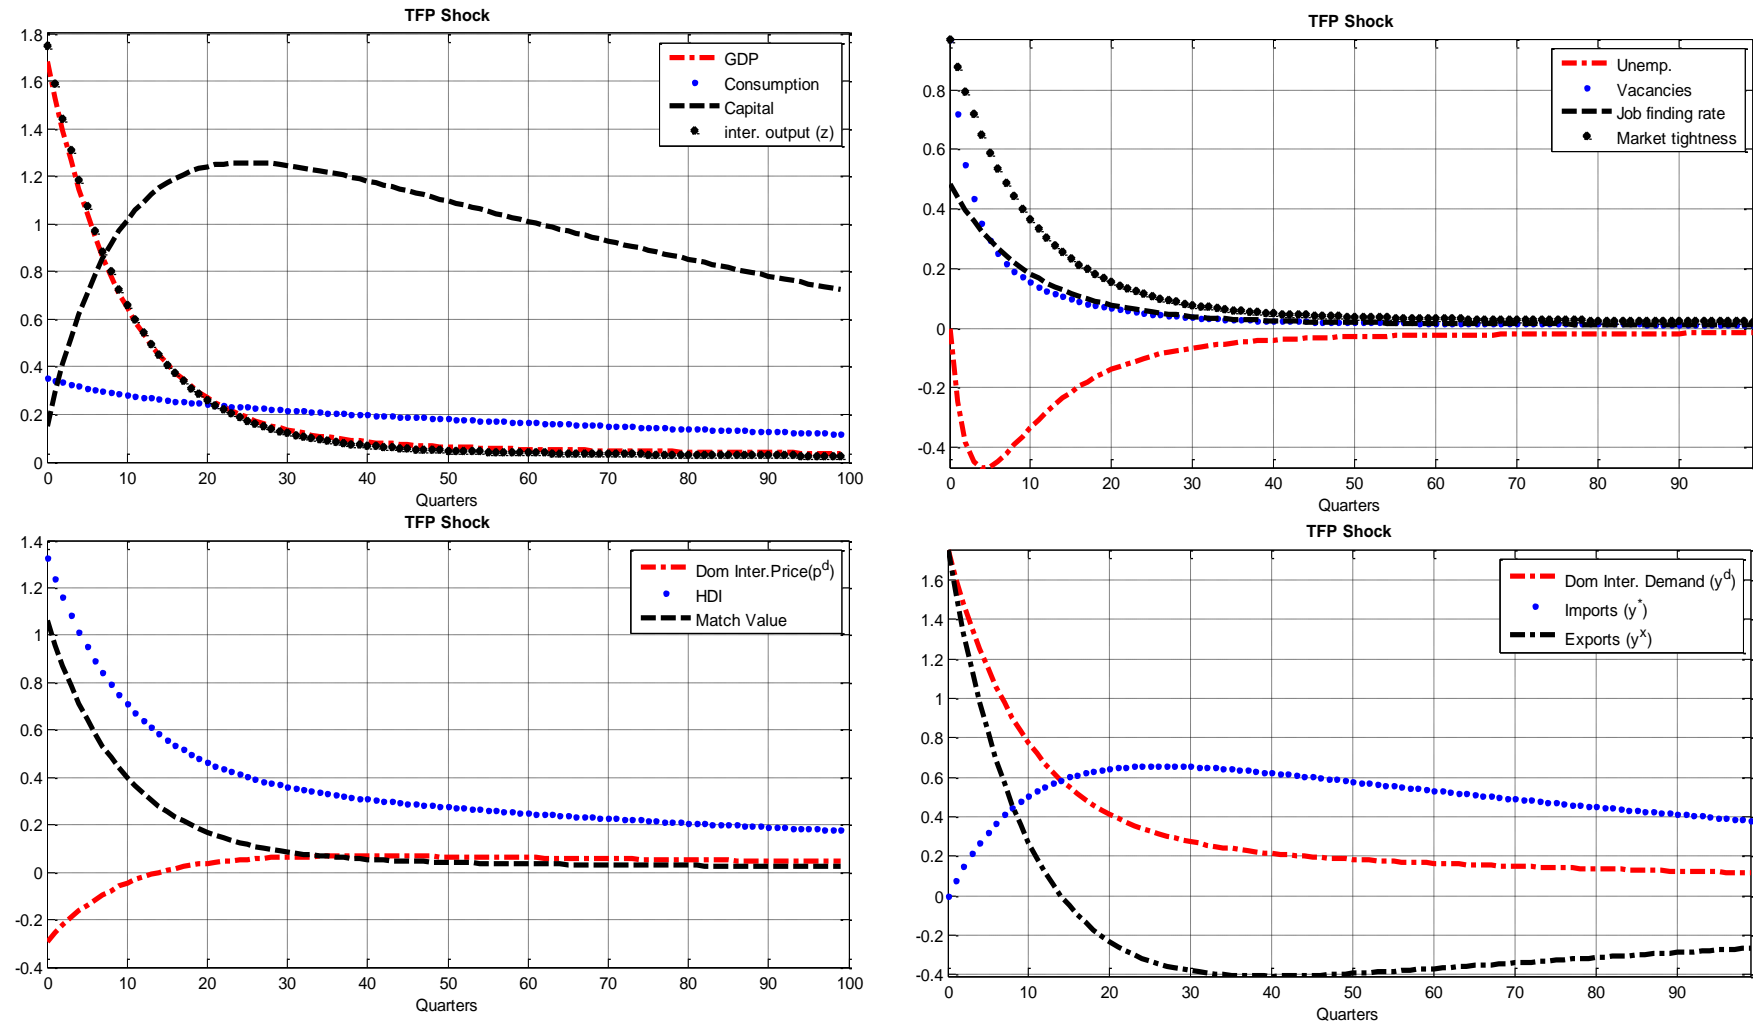 TFP Shock
1.8
1.6
1.4
1.2
1
0.8
0.6
0.4
0.2
0
GDP
Consumption
Capital
inter. output (z)
0 10 20 30 40 50 60 70 80 90 100
Quarters
TFP Shock
0.8
0.6
0.4
0.2
0
-0.2
-0.4
Unemp.
Vacancies
Job finding rate
Market tightness
0 10 20 30 40 50 60 70 80 90
Quarters
TFP Shock
1.4
1.2
1
0.8
0.6
0.4
0.2
0
-0.2
-0.4
Dom Inter.Price(p^d)
HDI
Match Value
0 10 20 30 40 50 60 70 80 90 100
Quarters
TFP Shock
1.6
1.4
1.2
1
0.8
0.6
0.4
0.2
0
-0.2
-0.4
Dom Inter. Demand (y^d)
Imports (y^*)
Exports (y^x)
0 10 20 30 40 50 60 70 80 90
Quarters